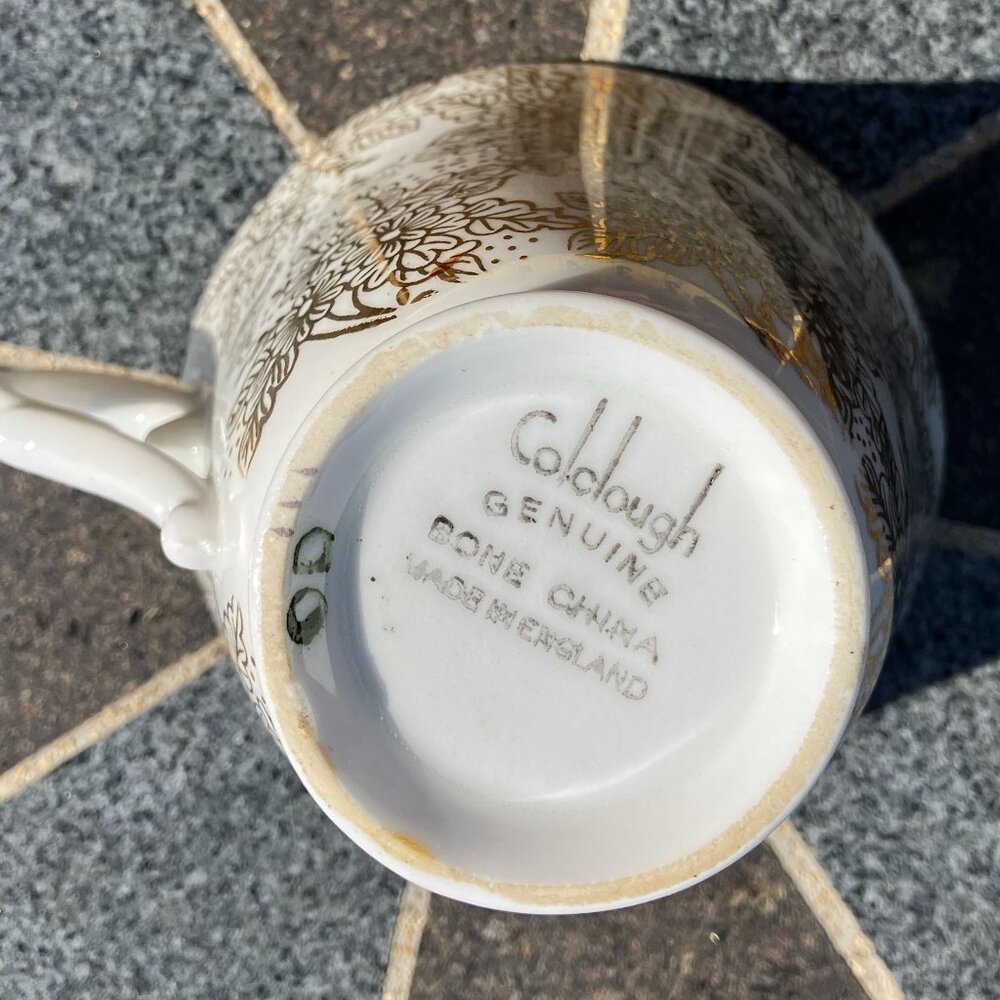 Colclough
GENUINE
BONE CHINA
MADE IN ENGLAND